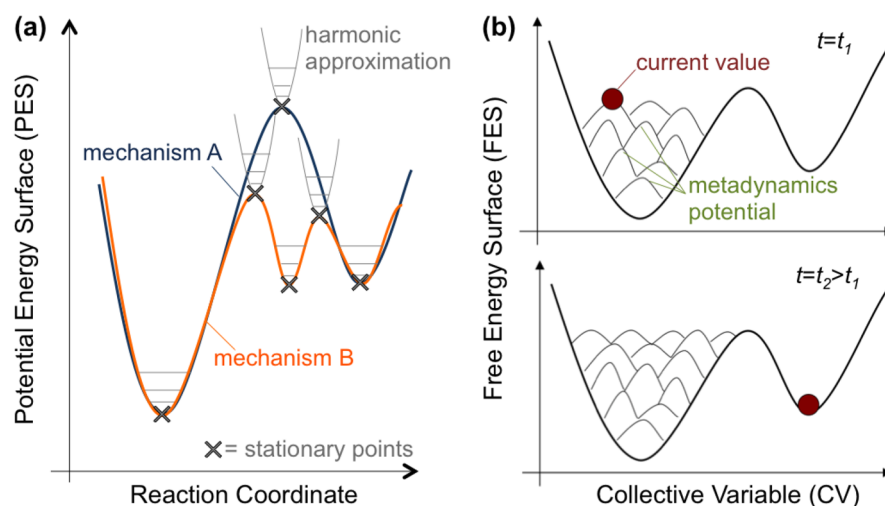 (a)
Potential Energy Surface (PES)
harmonic
approximation
mechanism A
mechanism B
✕= stationary points
Reaction Coordinate
(b)
Free Energy Surface (FES)
t=t₁
current value
metadynamics
potential
t=t₂>t₁
Collective Variable (CV)